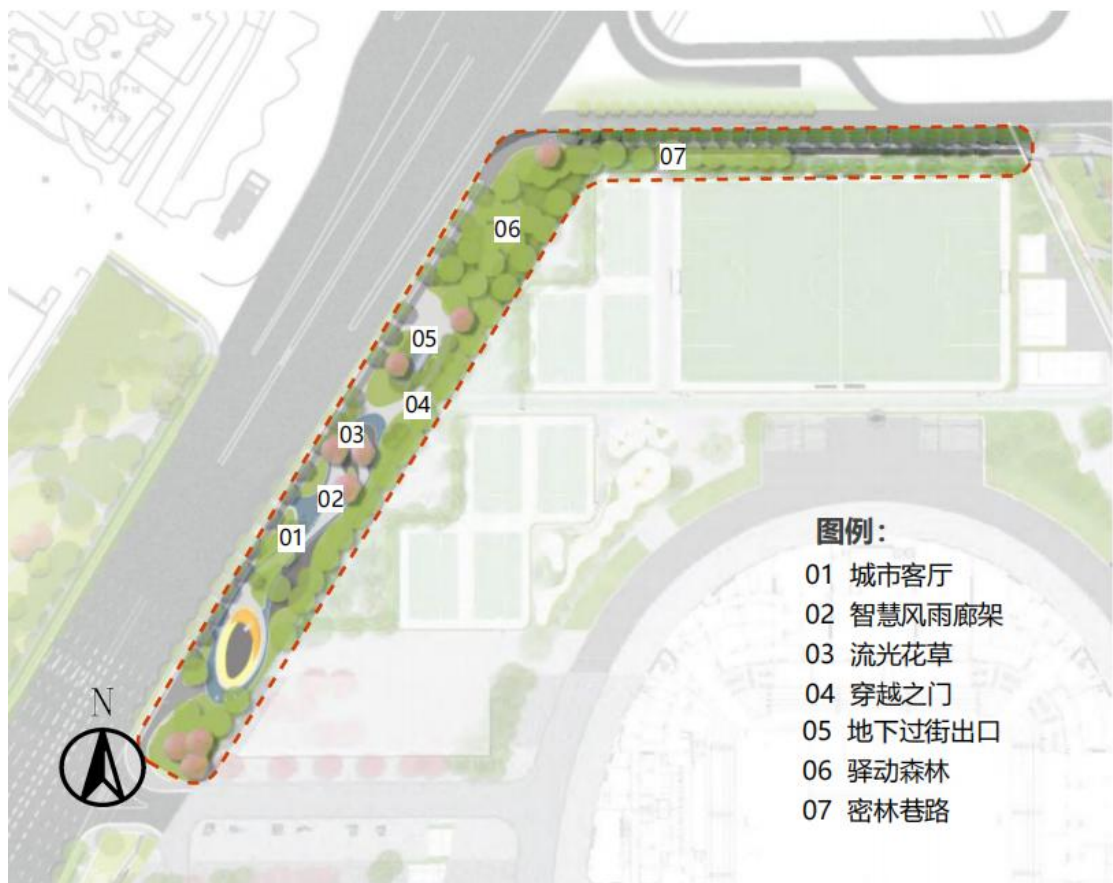 07
06
05
04
03
02
01
N
图例：
01 城市客厅
02 智慧风雨廊架
03 流光花草
04 穿越之门
05 地下过街出口
06 驿动森林
07 密林巷路